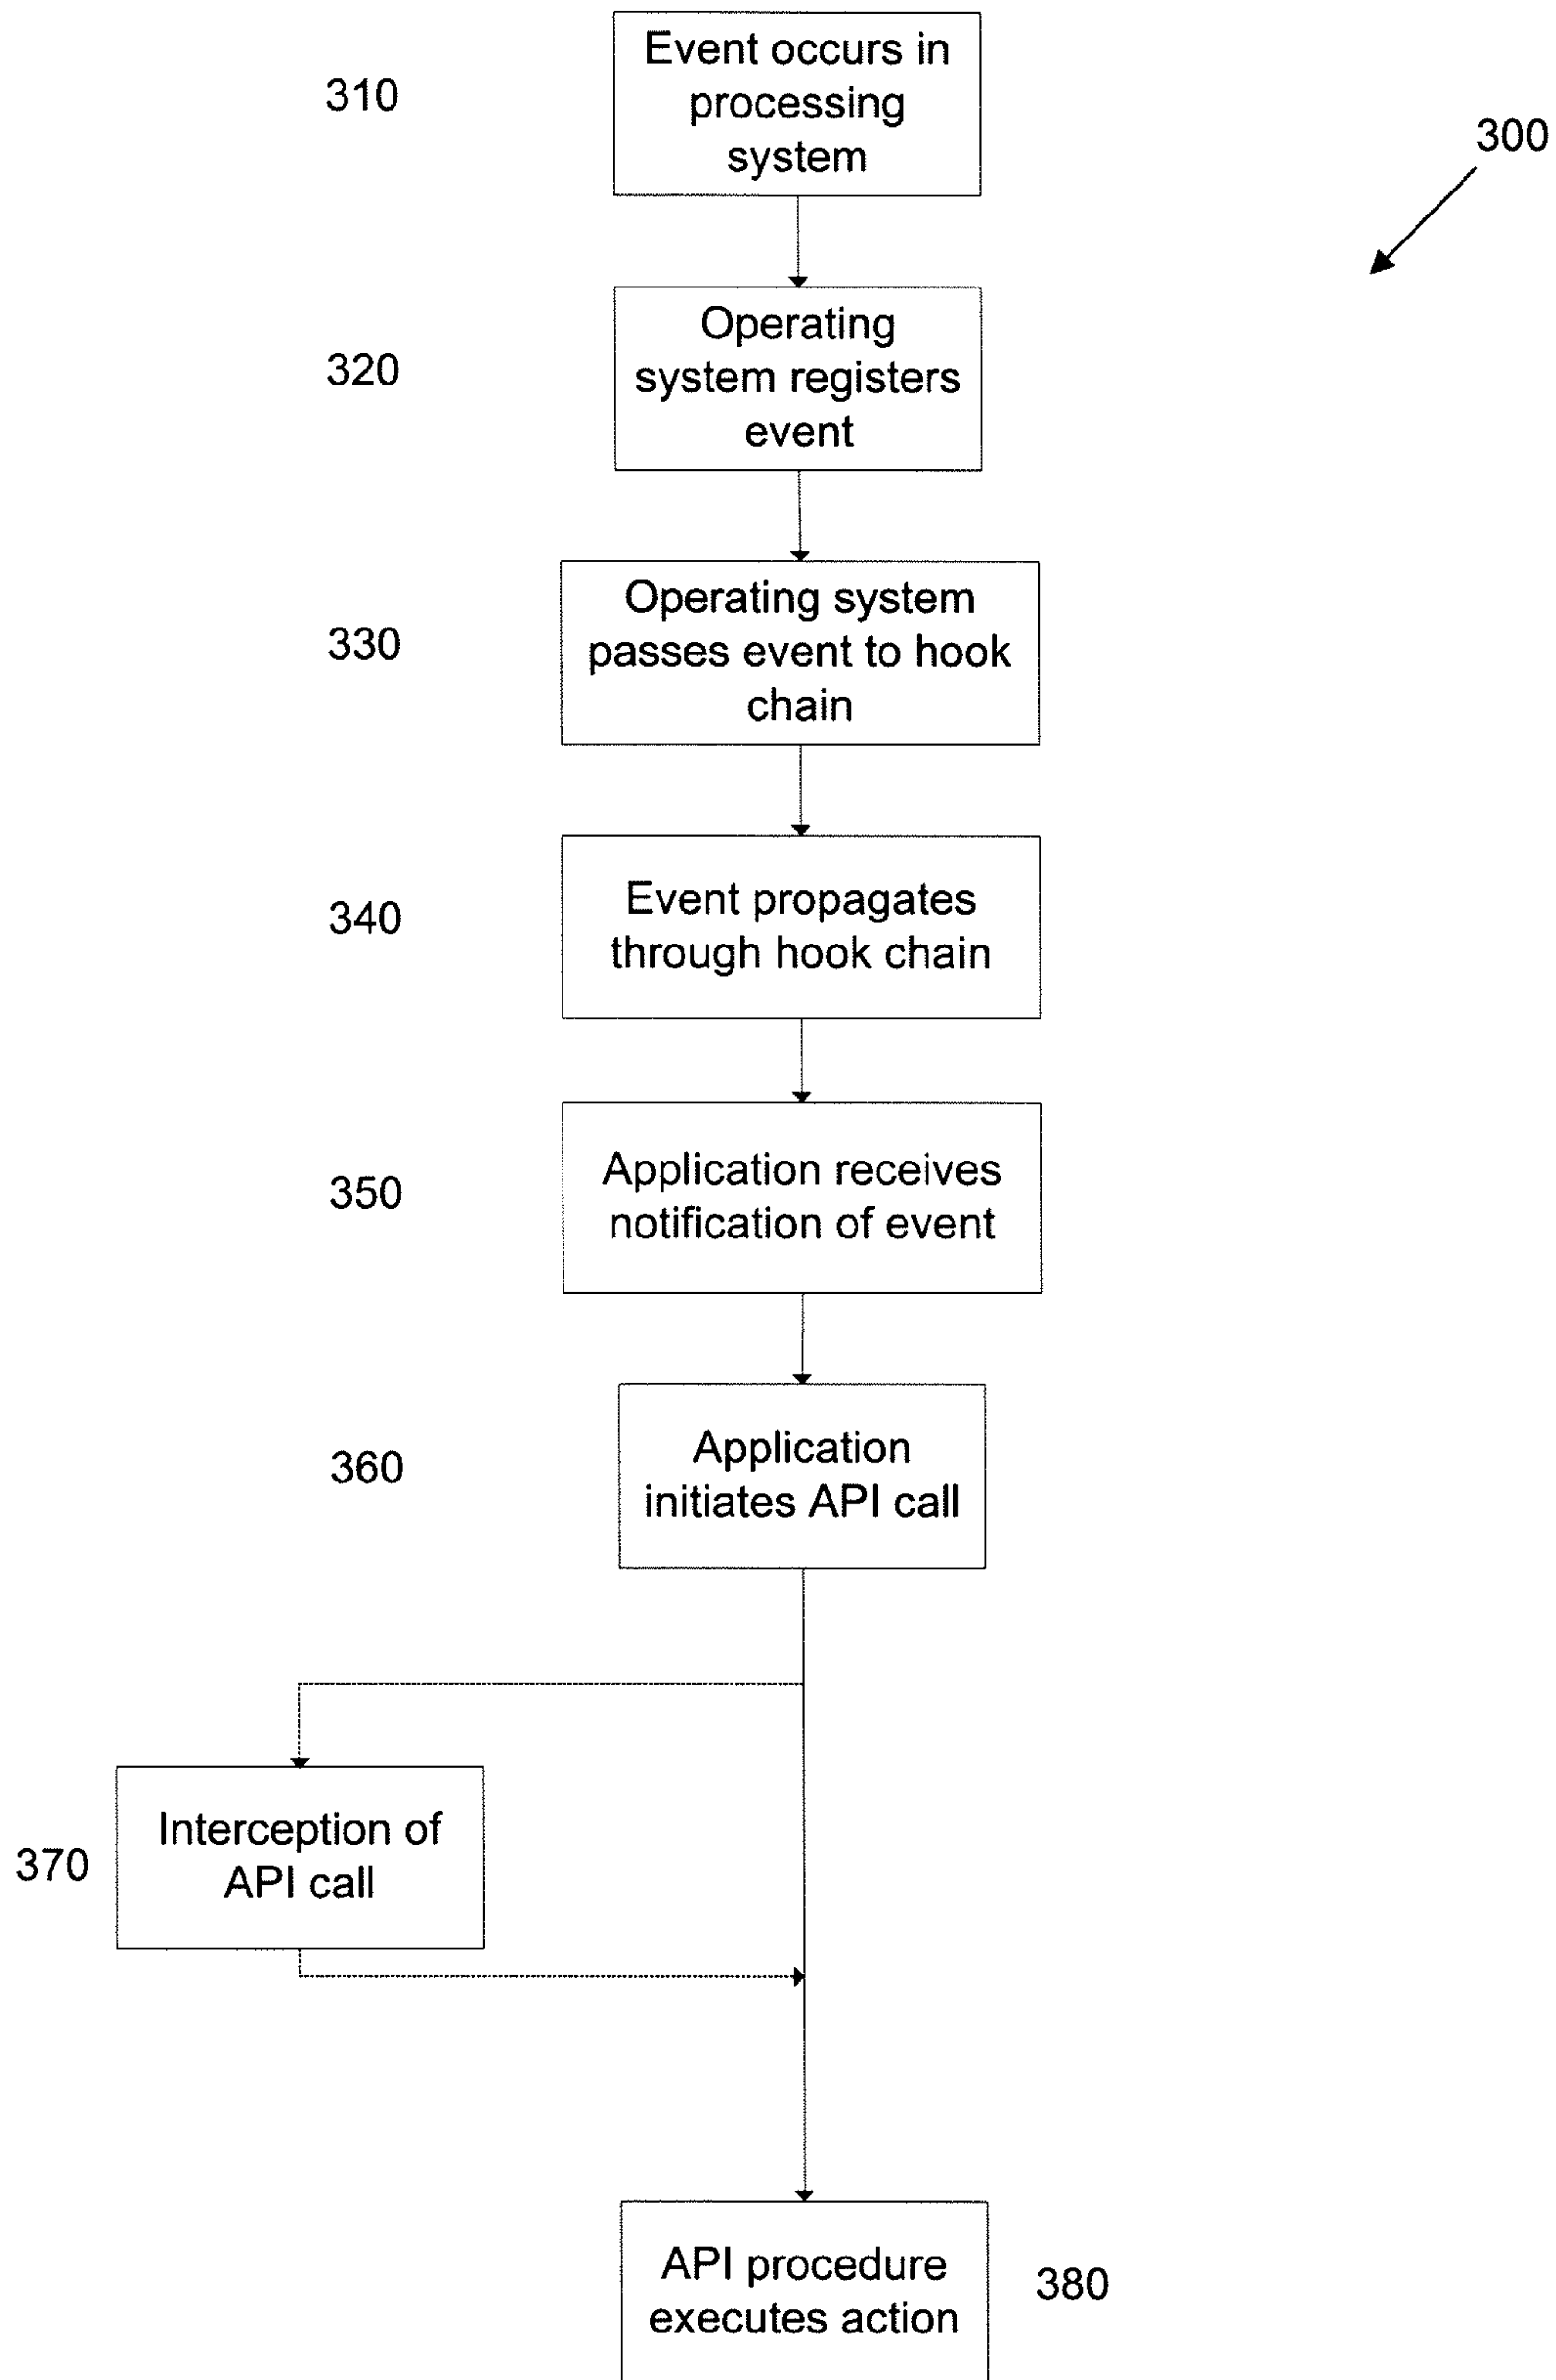 310
Event occurs in
processing
system
300
320
Operating
system registers
event
330
Operating system
passes event to hook
chain
340
Event propagates
through hook chain
350
Application receives
notification of event
360
Application
initiates API call
370
Interception of
API call
API procedure
executes action
380